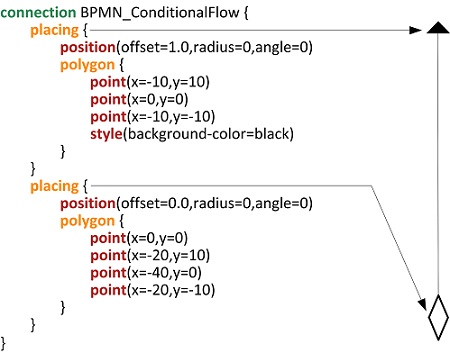 connection BPMN_ConditionalFlow {
placing {
position(offset=1.0,radius=0,angle=0)
polygon {
point(x=-10,y=10)
point(x=0,y=0)
point(x=-10,y=-10)
style(background-color=black)
}
}
placing {
position(offset=0.0,radius=0,angle=0)
polygon {
point(x=0,y=0)
point(x=-20,y=10)
point(x=-40,y=0)
point(x=-20,y=-10)
}
}
}